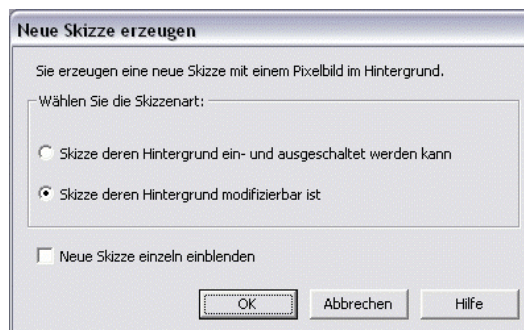 Neue Skizze erzeugen
Sie erzeugen eine neue Skizze mit einem Pixelbild im Hintergrund.
Wählen Sie die Skizzenart:
Skizze deren Hintergrund ein- und ausgeschaltet werden kann
Skizze deren Hintergrund modifizierbar ist
Neue Skizze einzeln einblenden
OK Abbrechen Hilfe